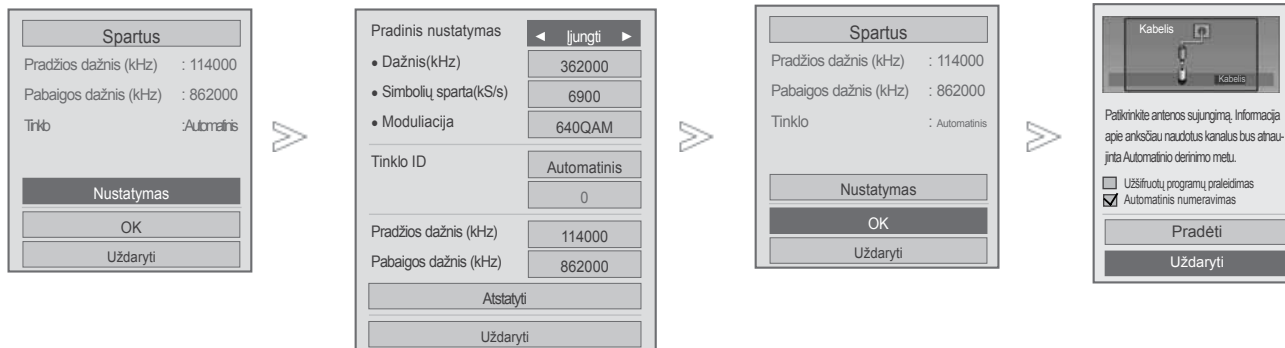 Spartus
Pradžios dažnis (kHz) : 114000
Pabaigos dažnis (kHz) : 862000
Tinklo :Automatinis
Nustatymas
OK
Uždaryti
Pradinis nustatymas ◄ Įjungti ►
• Dažnis(kHz) 362000
• Simbolių sparta(kS/s) 6900
• Moduliacija 640QAM
Tinklo ID Automatinis
0
Pradžios dažnis (kHz) 114000
Pabaigos dažnis (kHz) 862000
Atstatyti
Uždaryti
Spartus
Pradžios dažnis (kHz) : 114000
Pabaigos dažnis (kHz) : 862000
Tinklo : Automatinis
Nustatymas
OK
Uždaryti
Kabelis
Kabelis
Patikrinkite antenos sujungimą. Informacija
apie anksčiau naudotus kanalus bus atnau-
jinta Automatinio derinimo metu.
Užšifruotų programų praleidimas
Automatinis numeravimas
Pradėti
Uždaryti